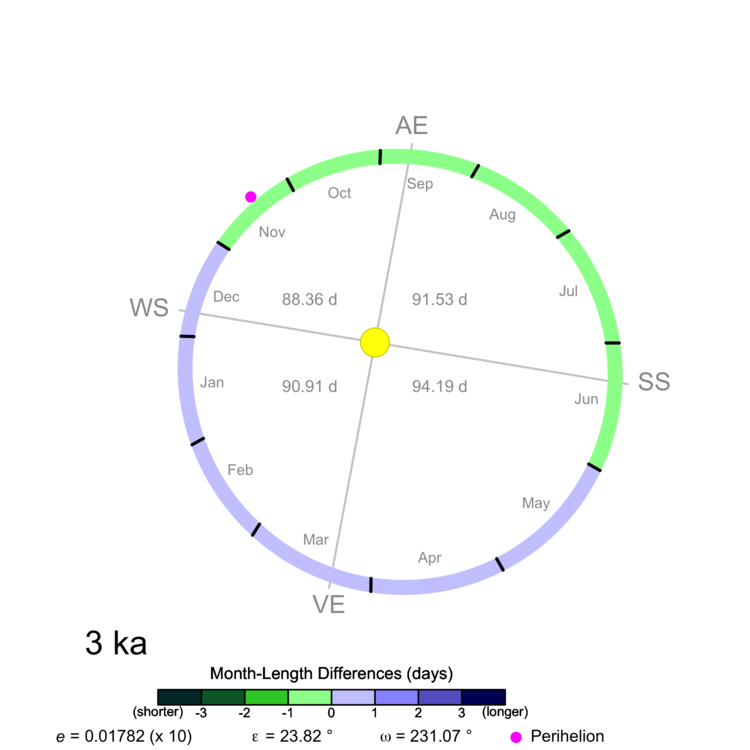 AE
Oct
Sep
Aug
Nov
Jul
Dec
88.36 d
91.53 d
WS
Jan
90.91 d
94.19 d
SS
Jun
Feb
May
Mar
Apr
VE
3 ka
Month-Length Differences (days)
(shorter) -3 -2 -1 0 1 2 3 (longer)
e = 0.01782 (x 10) ε = 23.82 ° ω = 231.07 ° Perihelion